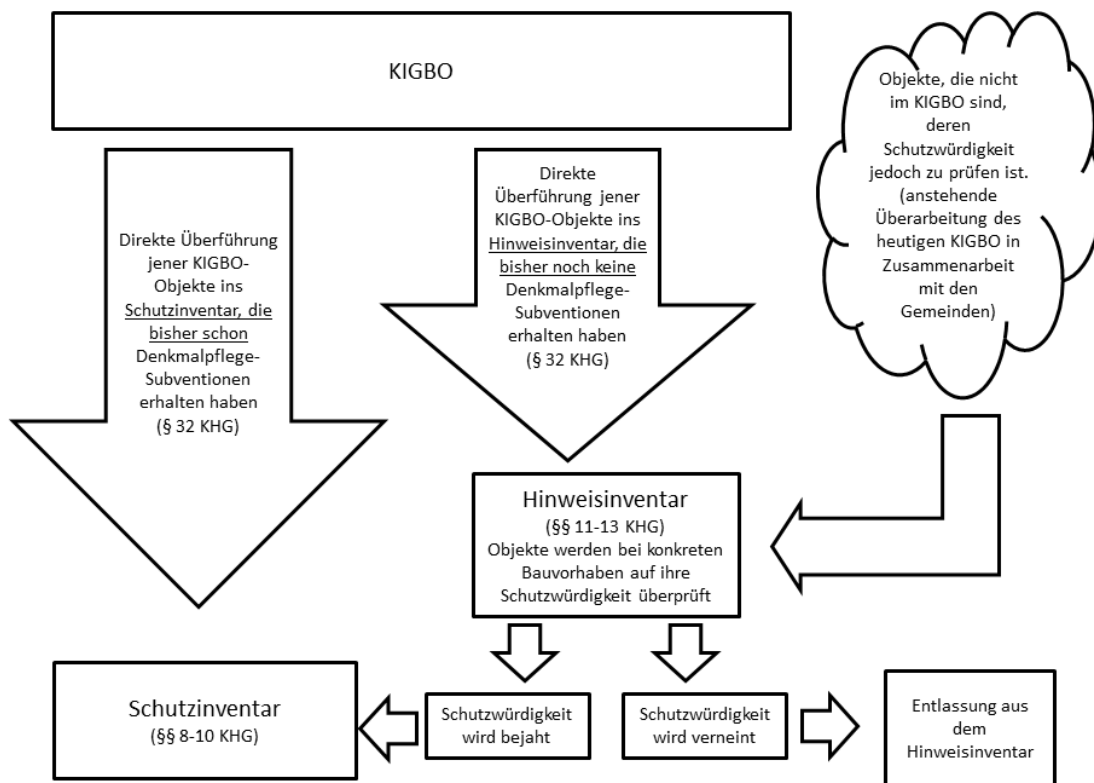 KIGBO
Direkte Überführung
jener KIGBO-
Objekte ins
Schutzinventar, die
bisher schon
Denkmalpflege-
Subventionen
erhalten haben
(§ 32 KHG)
Direkte
Überführung jener
KIGBO-Objekte ins
Hinweisinventar, die
bisher noch keine
Denkmalpflege-
Subventionen
erhalten haben
(§ 32 KHG)
Objekte, die nicht
im KIGBO sind,
deren
Schutzwürdigkeit
jedoch zu prüfen ist.
(anstehende
Überarbeitung des
heutigen KIGBO in
Zusammenarbeit
mit den
Gemeinden)
Hinweisinventar
(§§ 11-13 KHG)
Objekte werden bei konkreten
Bauvorhaben auf ihre
Schutzwürdigkeit überprüft
Schutzinventar
(§§ 8-10 KHG)
Schutzwürdigkeit
wird bejaht
Schutzwürdigkeit
wird verneint
Entlassung aus
dem
Hinweisinventar